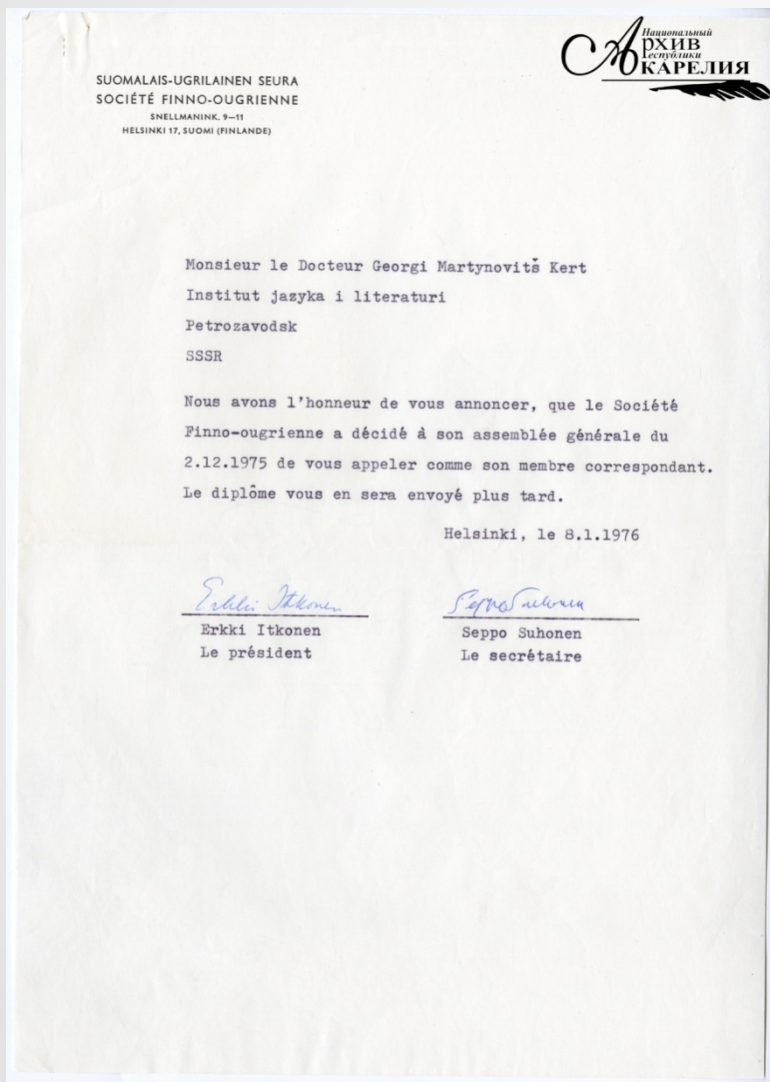 Национальный
Архив
Республики
КАРЕЛИЯ
SUOMALAIS-UGRILAINEN SEURA
SOCIÉTÉ FINNO-OUGRIENNE
SNELLMANINK. 9—11
HELSINKI 17, SUOMI (FINLANDE)
Monsieur le Docteur Georgi Martynovitš Kert
Institut jazyka i literaturi
Petrozavodsk
SSSR
Nous avons l'honneur de vous annoncer, que le Société
Finno-ougrienne a décidé à son assemblée générale du
2.12.1975 de vous appeler comme son membre correspondant.
Le diplôme vous en sera envoyé plus tard.
Helsinki, le 8.1.1976
Erkki Itkonen Seppo Suhonen
Erkki Itkonen Seppo Suhonen
Le président Le secrétaire